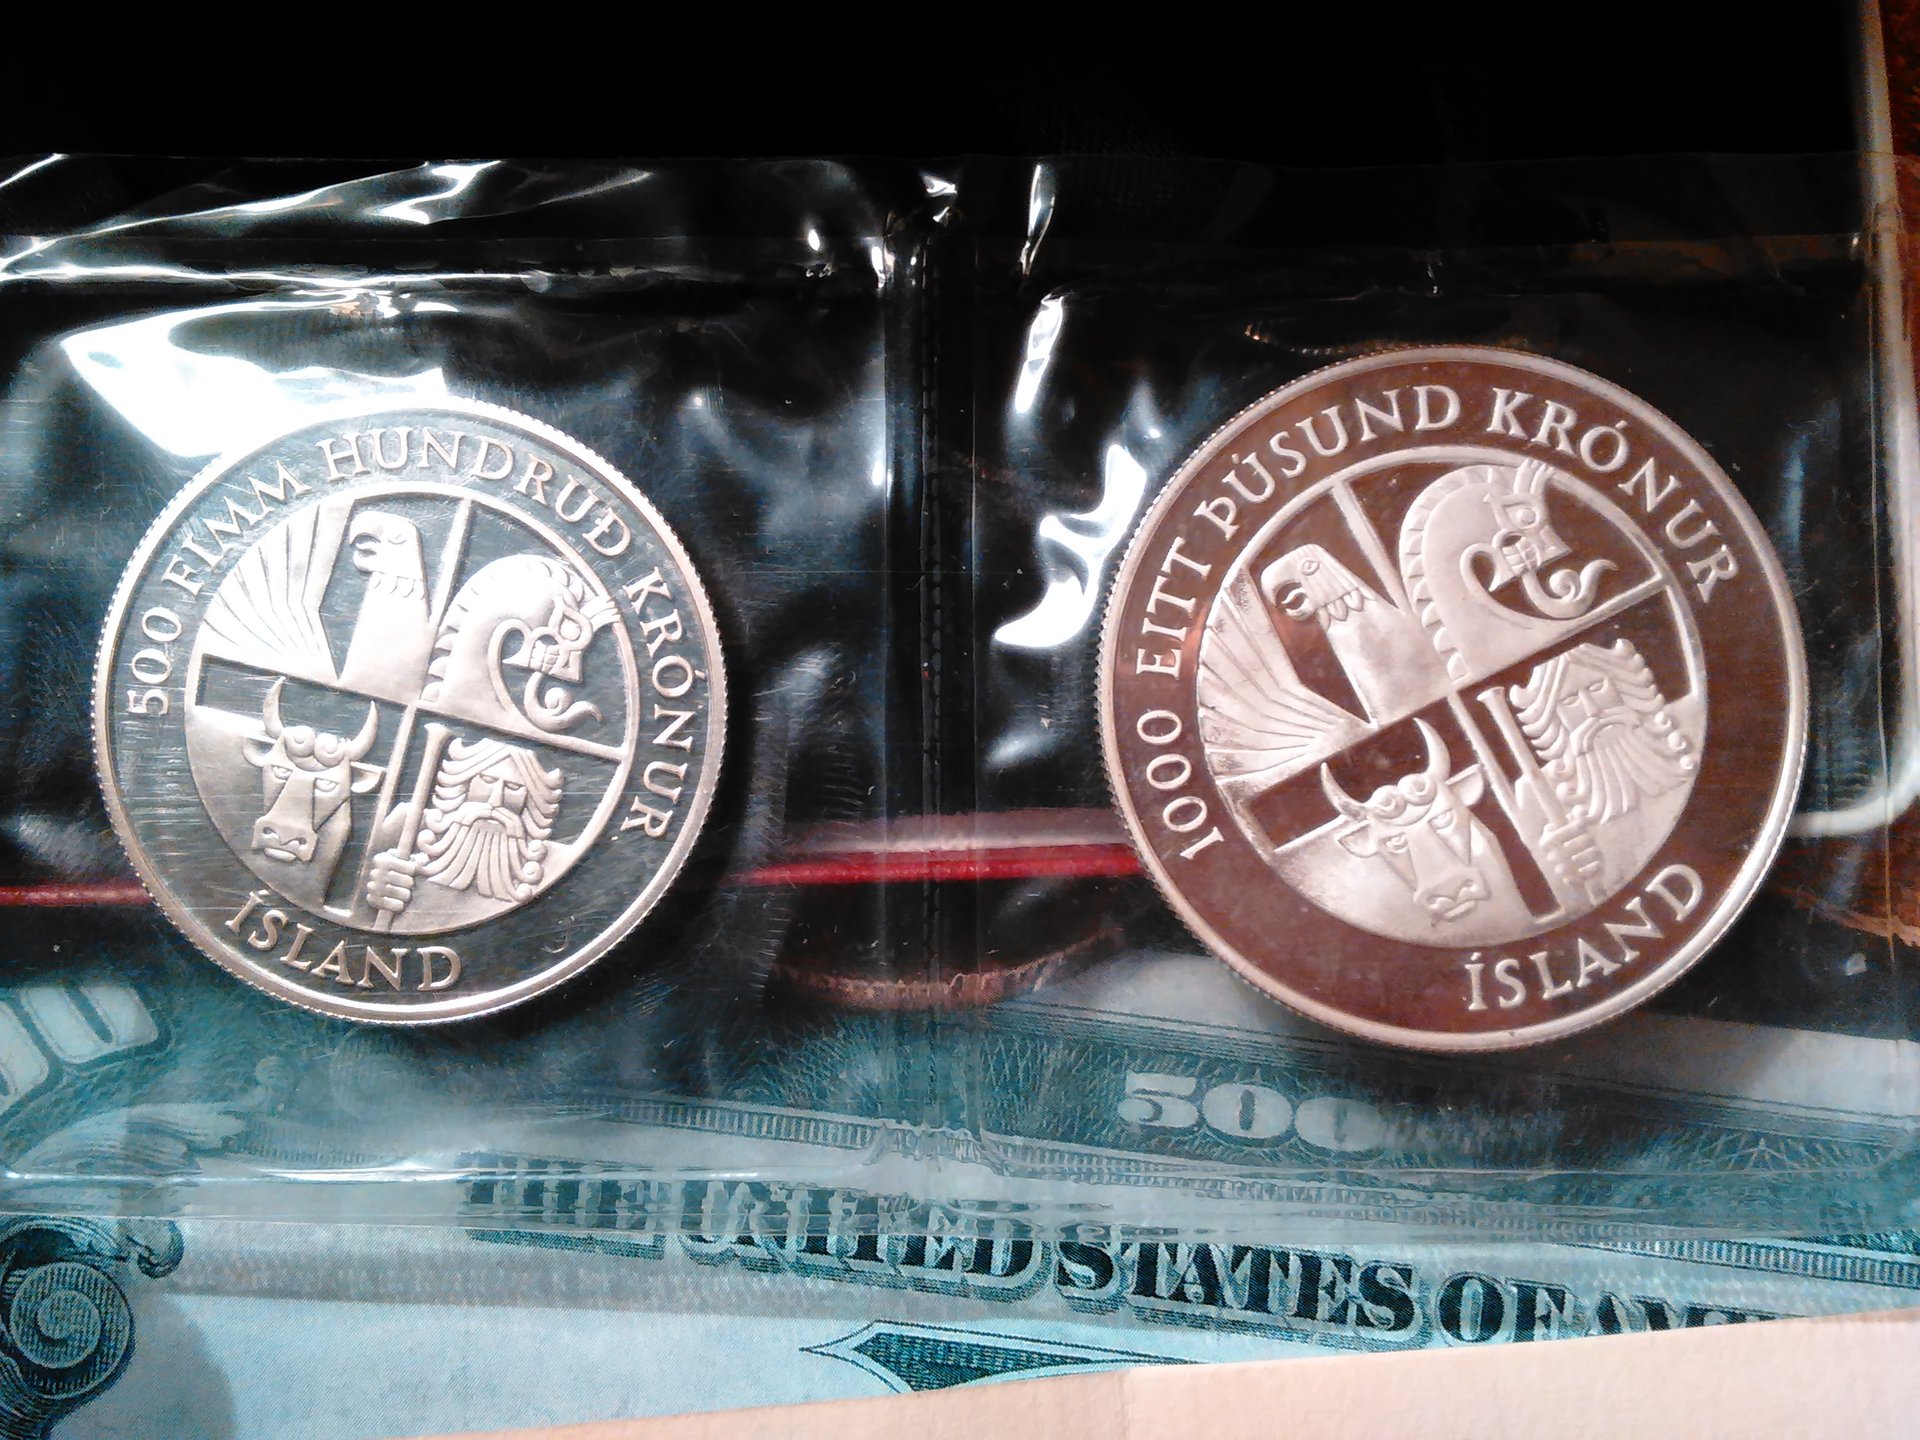 500 FIMM HUNDRUÐ KRÓNUR
ÍSLAND
1000 EITT ÞÚSUND KRÓNUR
ÍSLAND
500
THE UNITED STATES OF